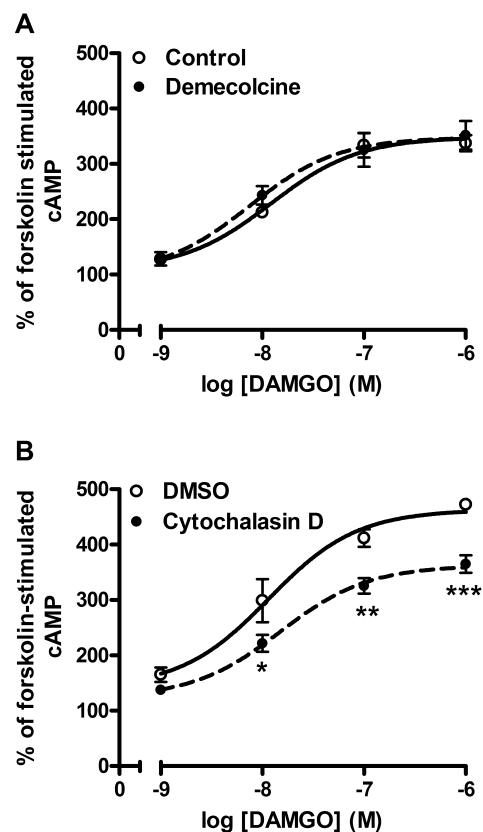 A
500
Control
Demecolcine
400
300
200
100
0
% of forskolin stimulated
cAMP
0
-9
-8
-7
-6
log [DAMGO] (M)
B
500
DMSO
Cytochalasin D
400
300
200
100
0
% of forskolin-stimulated
cAMP
*
**
***
0
-9
-8
-7
-6
log [DAMGO] (M)